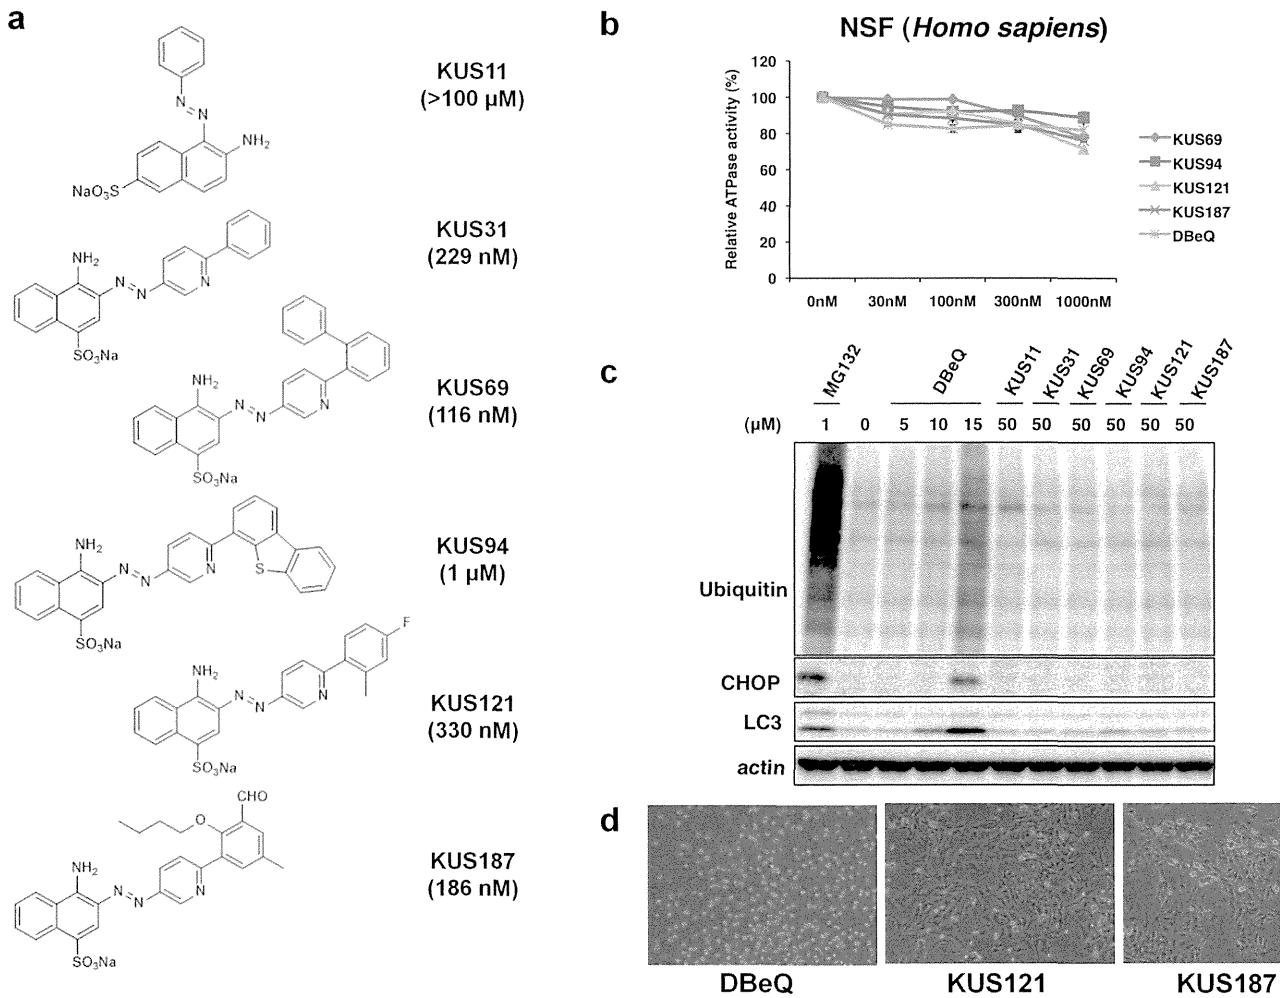 a
KUS11
(>100 µM)
N
N
NH2
NaO3S
KUS31
(229 nM)
NH2
N
N
N
SO3Na
KUS69
(116 nM)
NH2
N
N
N
SO3Na
KUS94
(1 µM)
NH2
N
N
N
S
SO3Na
KUS121
(330 nM)
F
NH2
N
N
N
SO3Na
KUS187
(186 nM)
CHO
O
NH2
N
N
N
SO3Na
b
NSF (Homo sapiens)
Relative ATPase activity (%)
120
100
80
60
40
20
0
0nM 30nM 100nM 300nM 1000nM
KUS69
KUS94
KUS121
KUS187
DBeQ
c
MG132 DBeQ KUS11 KUS31 KUS69 KUS94 KUS121 KUS187
(µM) 1 0 5 10 15 50 50 50 50 50 50
Ubiquitin
CHOP
LC3
actin
d
DBeQ KUS121 KUS187